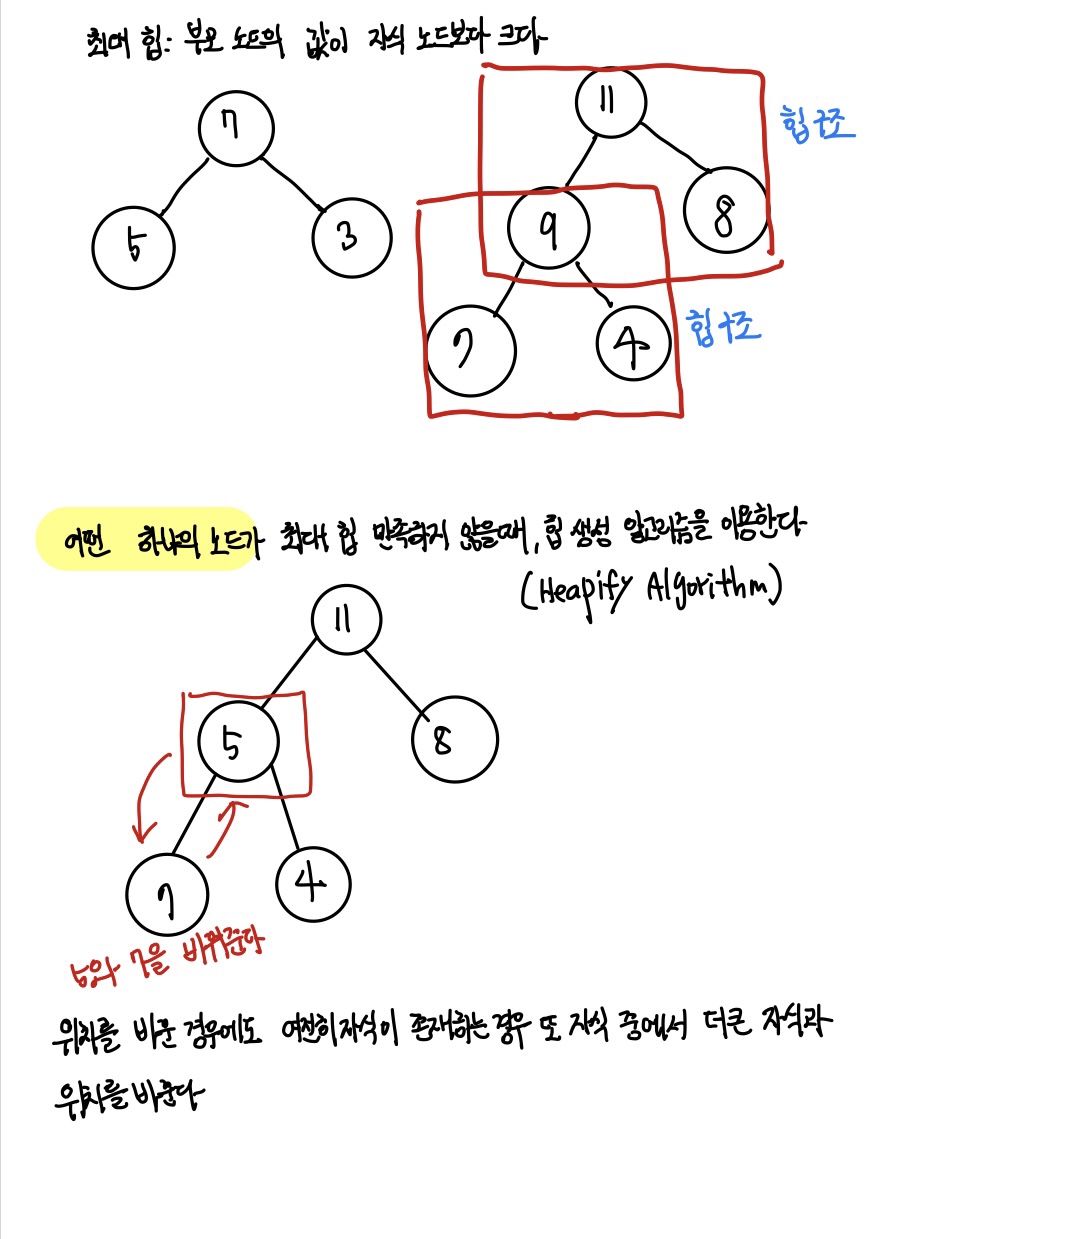 최대 힙: 부모 노드의 값이 자식 노드보다 크다
7
5
3
11
9
8
7
4
힙구조
힙구조
어떤 하나의 노드가 최대 힙 만족하지 않을때, 힙 생성 알고리즘을 이용한다
(Heapify Algorithm)
11
5
8
7
4
5와 7을 바꿔준다
위치를 바꾼 경우에도 여전히 자식이 존재하는 경우 또 자식 중에서 더큰 자식과
위치를 바꾼다